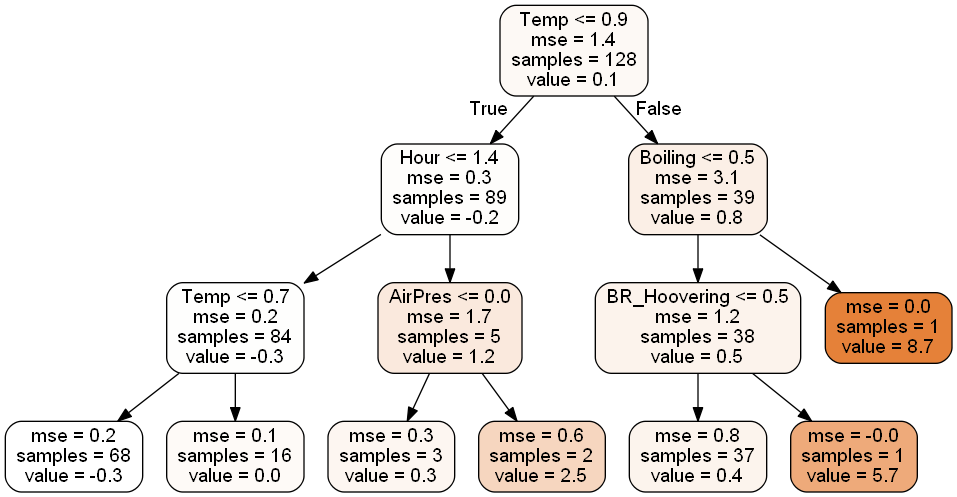 Temp <= 0.9
mse = 1.4
samples = 128
value = 0.1
True
False
Hour <= 1.4
mse = 0.3
samples = 89
value = -0.2
Boiling <= 0.5
mse = 3.1
samples = 39
value = 0.8
Temp <= 0.7
mse = 0.2
samples = 84
value = -0.3
AirPres <= 0.0
mse = 1.7
samples = 5
value = 1.2
BR_Hoovering <= 0.5
mse = 1.2
samples = 38
value = 0.5
mse = 0.0
samples = 1
value = 8.7
mse = 0.2
samples = 68
value = -0.3
mse = 0.1
samples = 16
value = 0.0
mse = 0.3
samples = 3
value = 0.3
mse = 0.6
samples = 2
value = 2.5
mse = 0.8
samples = 37
value = 0.4
mse = -0.0
samples = 1
value = 5.7